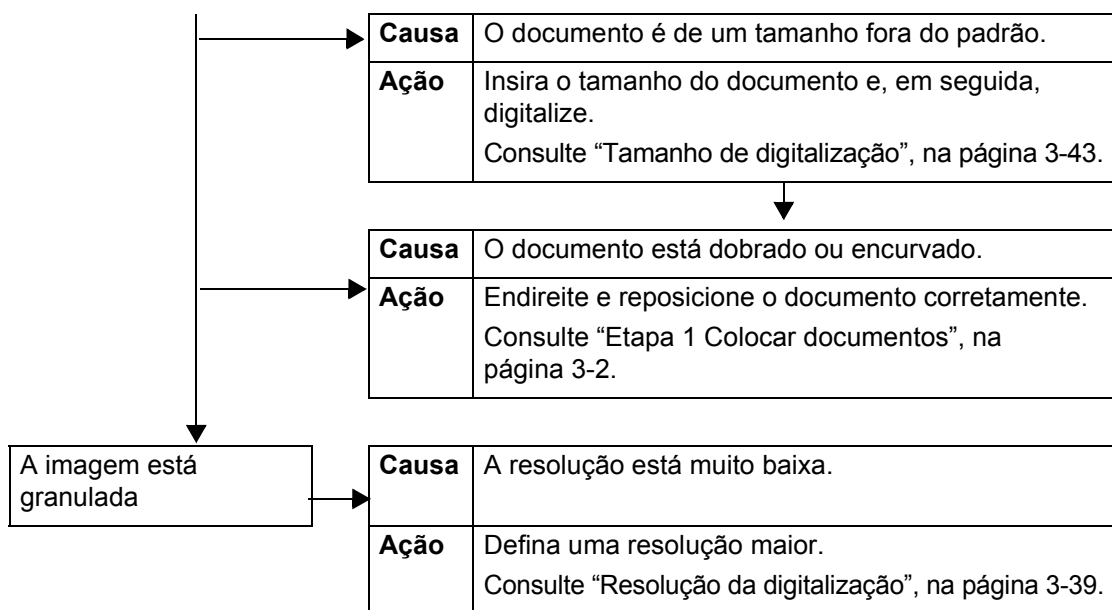 Causa O documento é de um tamanho fora do padrão.
Ação Insira o tamanho do documento e, em seguida,
digitalize.
Consulte “Tamanho de digitalização”, na página 3-43.
Causa O documento está dobrado ou encurvado.
Ação Endireite e reposicione o documento corretamente.
Consulte “Etapa 1 Colocar documentos”, na
página 3-2.
A imagem está
granulada
Causa A resolução está muito baixa.
Ação Defina uma resolução maior.
Consulte “Resolução da digitalização”, na página 3-39.